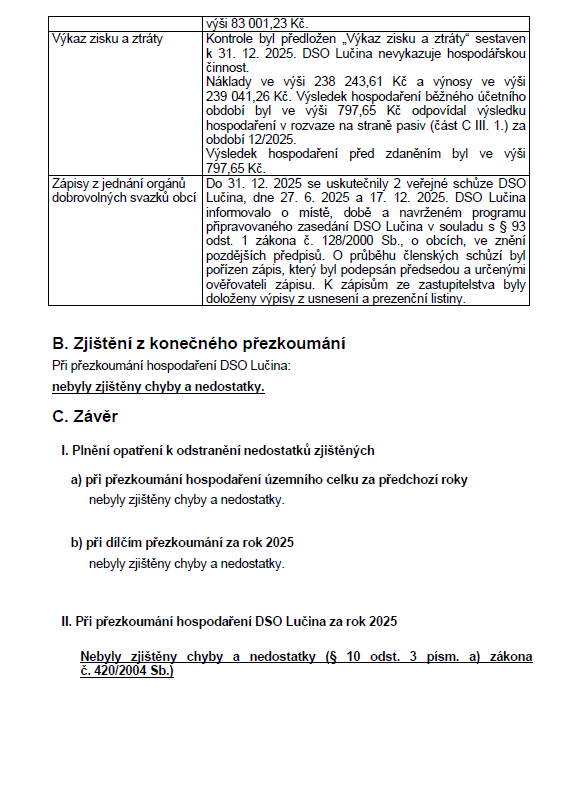 výši 83 001,23 Kč.
Výkaz zisku a ztráty
Kontrole byl předložen „Výkaz zisku a ztráty“ sestaven
k 31. 12. 2025. DSO Lučina nevykazuje hospodářskou
činnost.
Náklady ve výši 238 243,61 Kč a výnosy ve výši
239 041,26 Kč. Výsledek hospodaření běžného účetního
období byl ve výši 797,65 Kč odpovídal výsledku
hospodaření v rozvaze na straně pasiv (část C III. 1.) za
období 12/2025.
Výsledek hospodaření před zdaněním byl ve výši
797,65 Kč.
Zápisy z jednání orgánů
dobrovolných svazků obcí
Do 31. 12. 2025 se uskutečnily 2 veřejné schůze DSO
Lučina, dne 27. 6. 2025 a 17. 12. 2025. DSO Lučina
informovalo o místě, době a navrženém programu
připravovaného zasedání DSO Lučina v souladu s § 93
odst. 1 zákona č. 128/2000 Sb., o obcích, ve znění
pozdějších předpisů. O průběhu členských schůzí byl
pořízen zápis, který byl podepsán předsedou a určenými
ověřovateli zápisu. K zápisům ze zastupitelstva byly
doloženy výpisy z usnesení a prezenční listiny.
B. Zjištění z konečného přezkoumání
Při přezkoumání hospodaření DSO Lučina:
nebyly zjištěny chyby a nedostatky.
C. Závěr
I. Plnění opatření k odstranění nedostatků zjištěných
a) při přezkoumání hospodaření územního celku za předchozí roky
nebyly zjištěny chyby a nedostatky.
b) při dílčím přezkoumání za rok 2025
nebyly zjištěny chyby a nedostatky.
II. Při přezkoumání hospodaření DSO Lučina za rok 2025
Nebyly zjištěny chyby a nedostatky (§ 10 odst. 3 písm. a) zákona
č. 420/2004 Sb.)